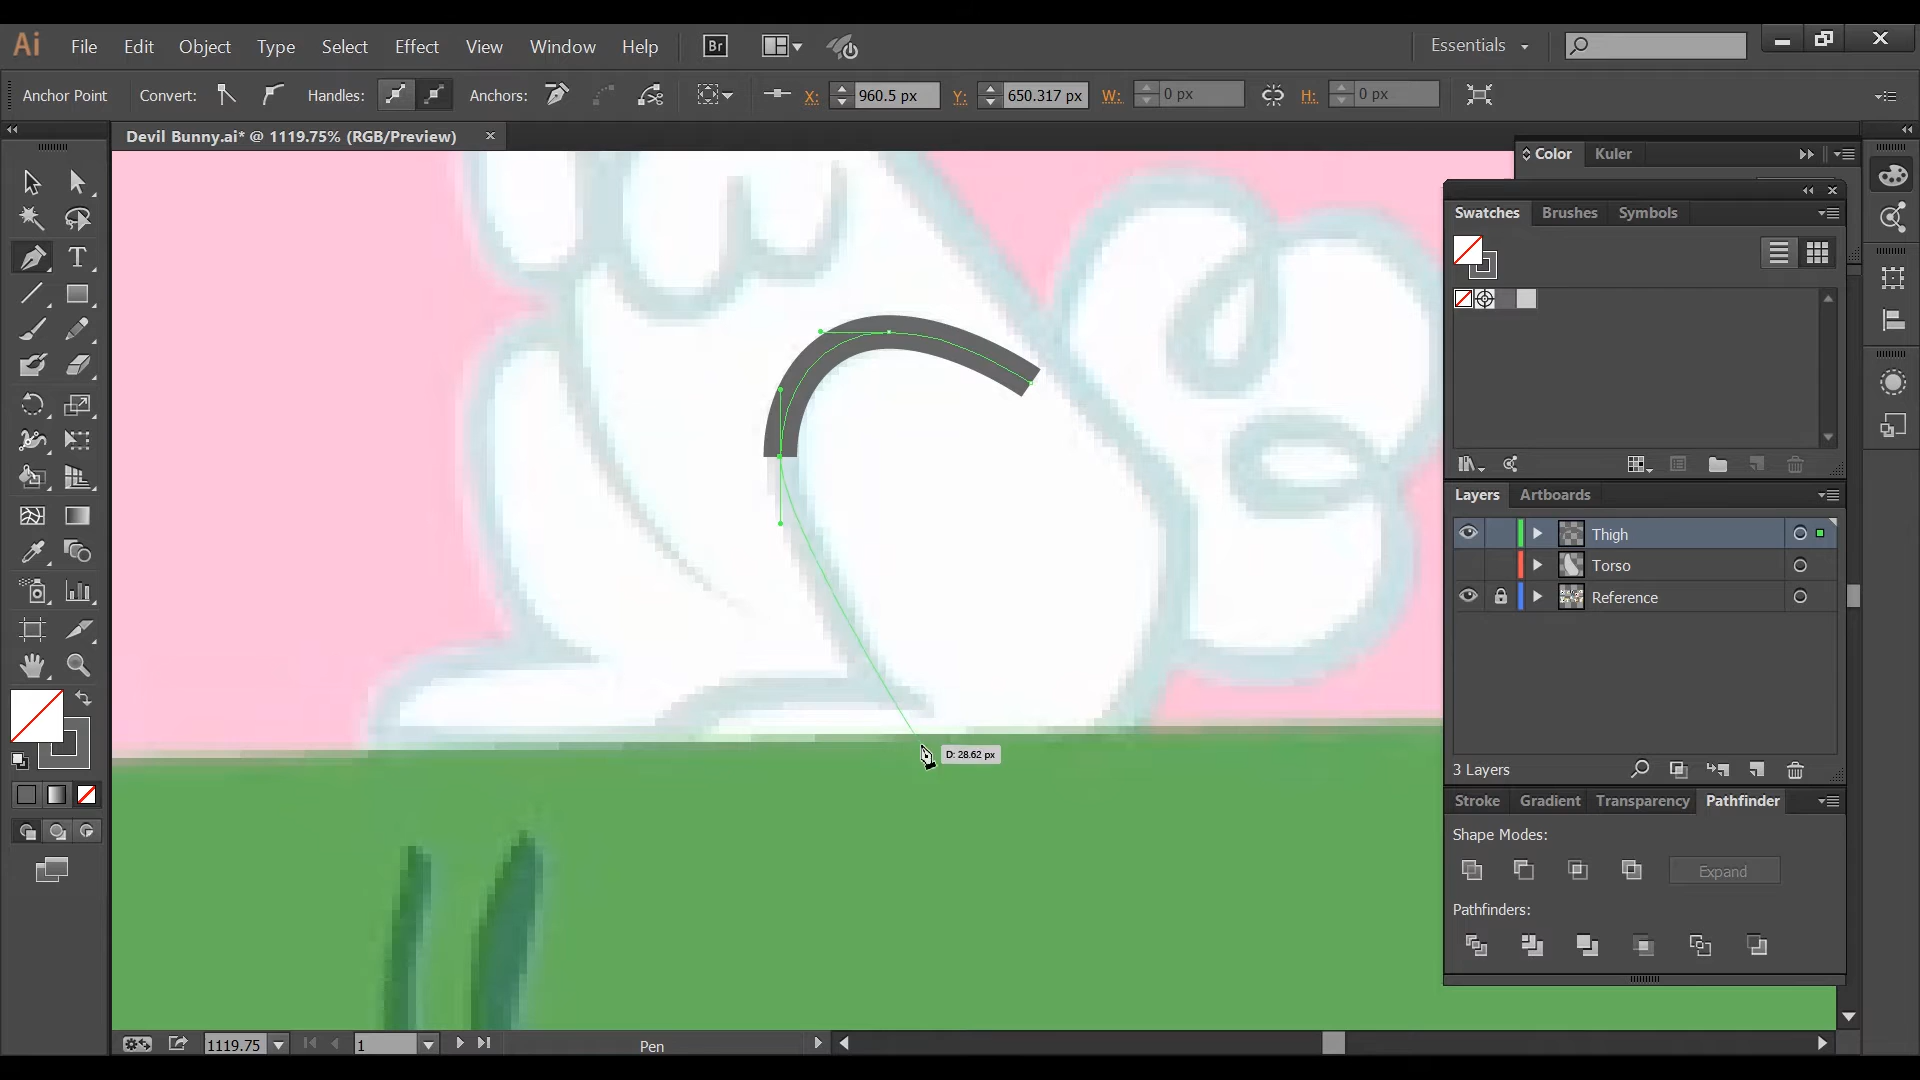 Ai File Edit Object Type Select Effect View Window Help Br Essentials
Anchor Point Convert: Handles: Anchors: X: 960.5 px Y: 650.317 px W: 0 px H: 0 px
Devil Bunny.ai* @ 1119.75% (RGB/Preview) ×
Color Kuler
Swatches Brushes Symbols
Layers Artboards
Thigh
Torso
Reference
D: 28.62 px
3 Layers
Stroke Gradient Transparency Pathfinder
Shape Modes:
Expand
Pathfinders:
1119.75 1 Pen